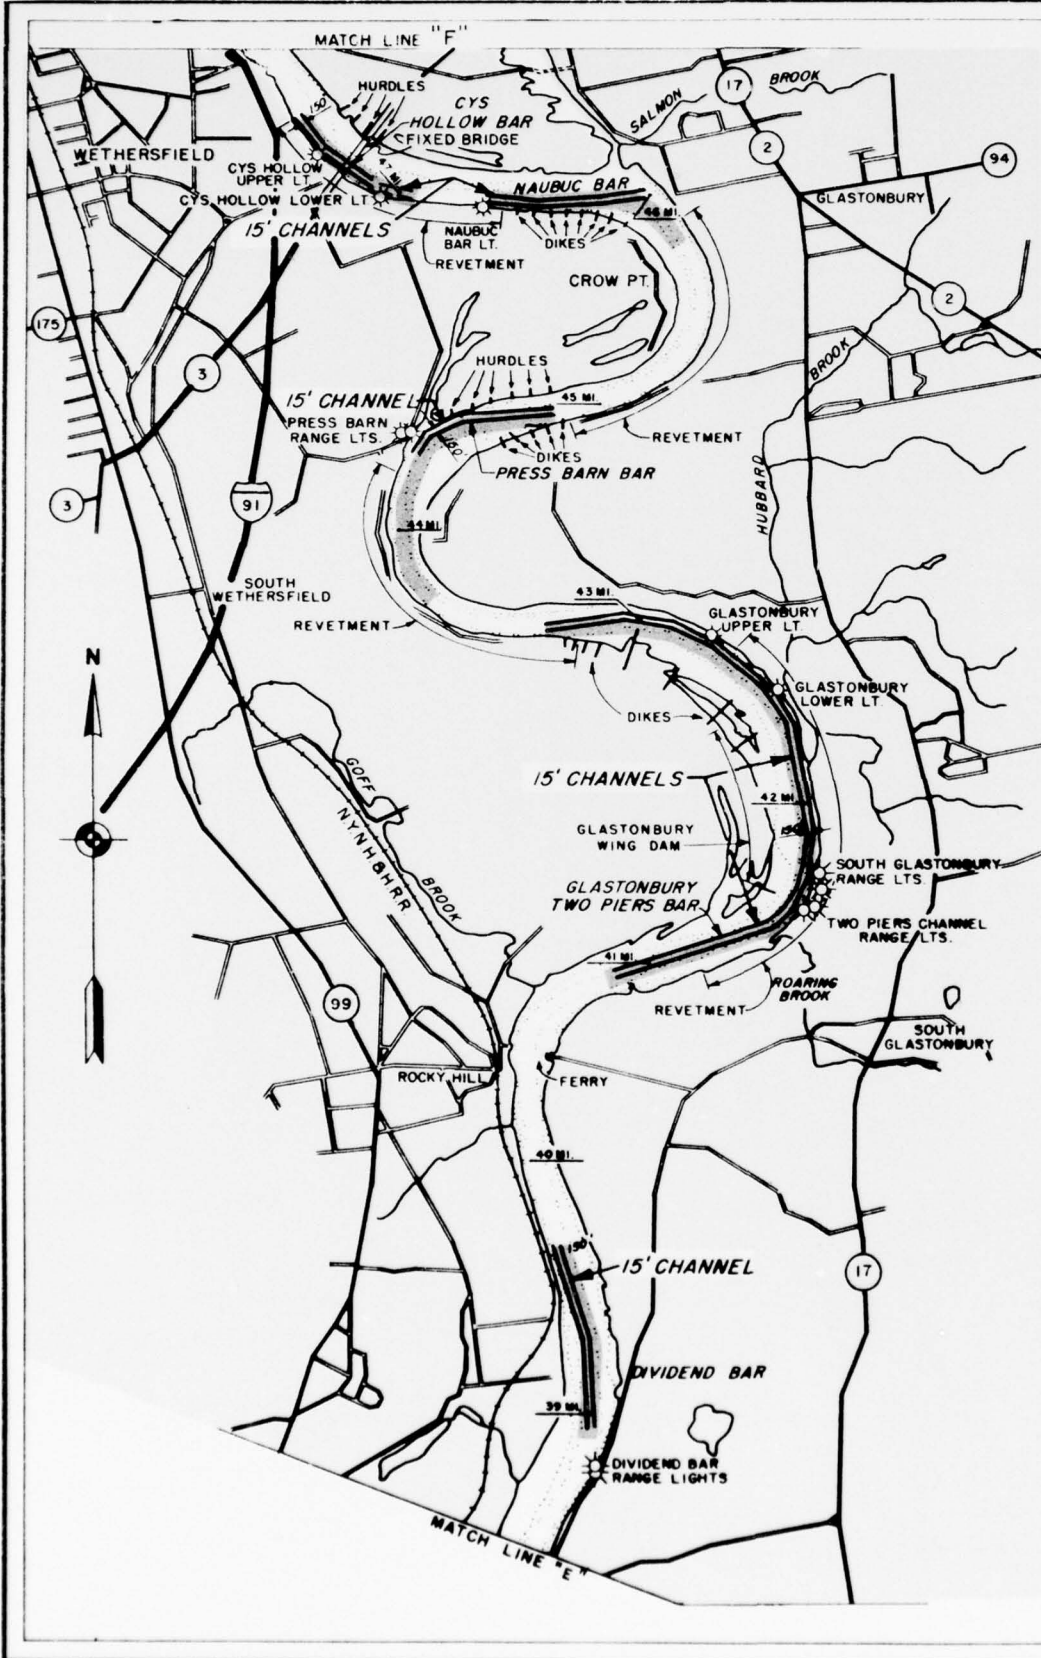 MATCH LINE "F"
HURDLES
150'
CYS
HOLLOW BAR
FIXED BRIDGE
SALMON
BROOK
17
2
94
GLASTONBURY
WETHERSFIELD
CYS HOLLOW
UPPER LT.
CYS HOLLOW LOWER LT.
15' CHANNELS
NAUBUC BAR
46 MI.
NAUBUC
BAR LT.
DIKES
REVETMENT
CROW PT.
2
175
3
BROOK
HURDLES
15' CHANNEL
45 MI.
PRESS BARN
RANGE LTS.
150'
REVETMENT
DIKES
PRESS BARN BAR
HUBBARD
3
91
44 MI.
SOUTH
WETHERSFIELD
43 MI.
GLASTONBURY
UPPER LT.
REVETMENT
N
GLASTONBURY
LOWER LT.
DIKES
15' CHANNELS
GOFF
BROOK
N.Y.N.H.& H.R.R.
42 MI.
GLASTONBURY
WING DAM
SOUTH GLASTONBURY
RANGE LTS.
GLASTONBURY
TWO PIERS BAR
TWO PIERS CHANNEL
RANGE LTS.
41 MI.
REVETMENT
ROARING
BROOK
99
SOUTH
GLASTONBURY
ROCKY HILL
FERRY
40 MI.
150'
15' CHANNEL
17
DIVIDEND BAR
39 MI.
DIVIDEND BAR
RANGE LIGHTS
MATCH LINE "E"